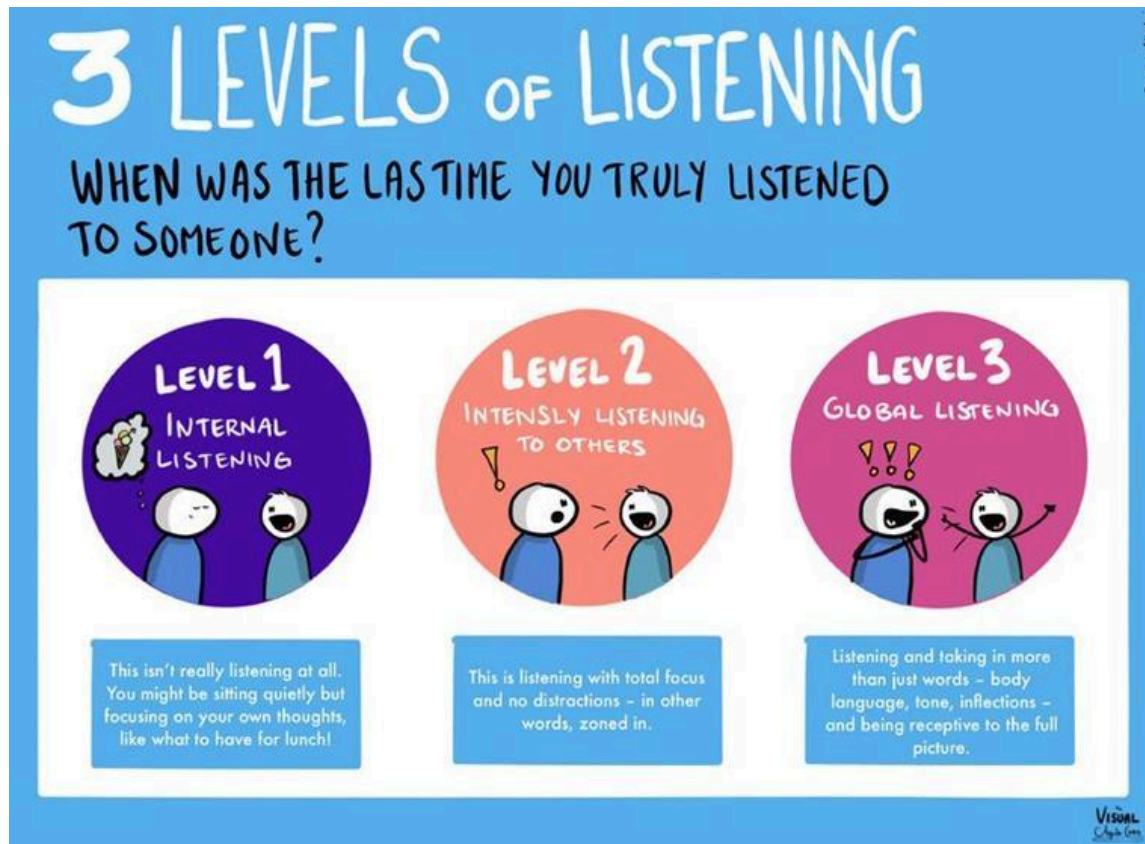 3 LEVELS OF LISTENING
WHEN WAS THE LAS TIME YOU TRULY LISTENED
TO SOMEONE?
LEVEL 1
INTERNAL
LISTENING
This isn't really listening at all.
You might be sitting quietly but
focusing on your own thoughts,
like what to have for lunch!
LEVEL 2
INTENSLY LISTENING
TO OTHERS
This is listening with total focus
and no distractions – in other
words, zoned in.
LEVEL 3
GLOBAL LISTENING
Listening and taking in more
than just words – body
language, tone, inflections –
and being receptive to the full
picture.
VISUAL